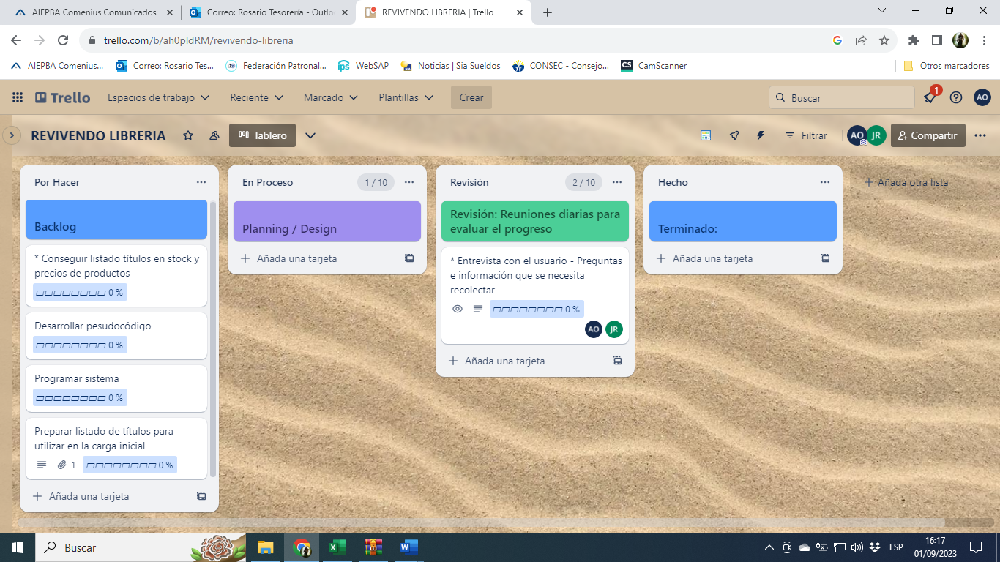 AIEPBA Comenius Comunicados
Correo: Rosario Tesorería - Outlo
REVIVENDO LIBRERIA | Trello
trello.com/b/ah0pIdRM/revivendo-libreria
AIEPBA Comenius...
Correo: Rosario Tes...
Federación Patronal...
ips WebSAP
Noticias | Sia Sueldos
CONSEC - Consejo...
CS CamScanner
Otros marcadores
Trello
Espacios de trabajo
Reciente
Marcado
Plantillas
Crear
Buscar
1
AO
REVIVENDO LIBRERIA
Tablero
Filtrar
AO
JR
Compartir
Por Hacer
Backlog
* Conseguir listado títulos en stock y
precios de productos
▭▭▭▭▭▭▭▭ 0 %
Desarrollar pesudocódigo
▭▭▭▭▭▭▭▭ 0 %
Programar sistema
▭▭▭▭▭▭▭▭ 0 %
Preparar listado de títulos para
utilizar en la carga inicial
1 ▭▭▭▭▭▭▭▭ 0 %
Añada una tarjeta
En Proceso
1 / 10
Planning / Design
Añada una tarjeta
Revisión
2 / 10
Revisión: Reuniones diarias para
evaluar el progreso
* Entrevista con el usuario - Preguntas
e información que se necesita
recolectar
▭▭▭▭▭▭▭▭ 0 %
AO
JR
Añada una tarjeta
Hecho
Terminado:
Añada una tarjeta
Añada otra lista
Buscar
ESP
16:17
01/09/2023